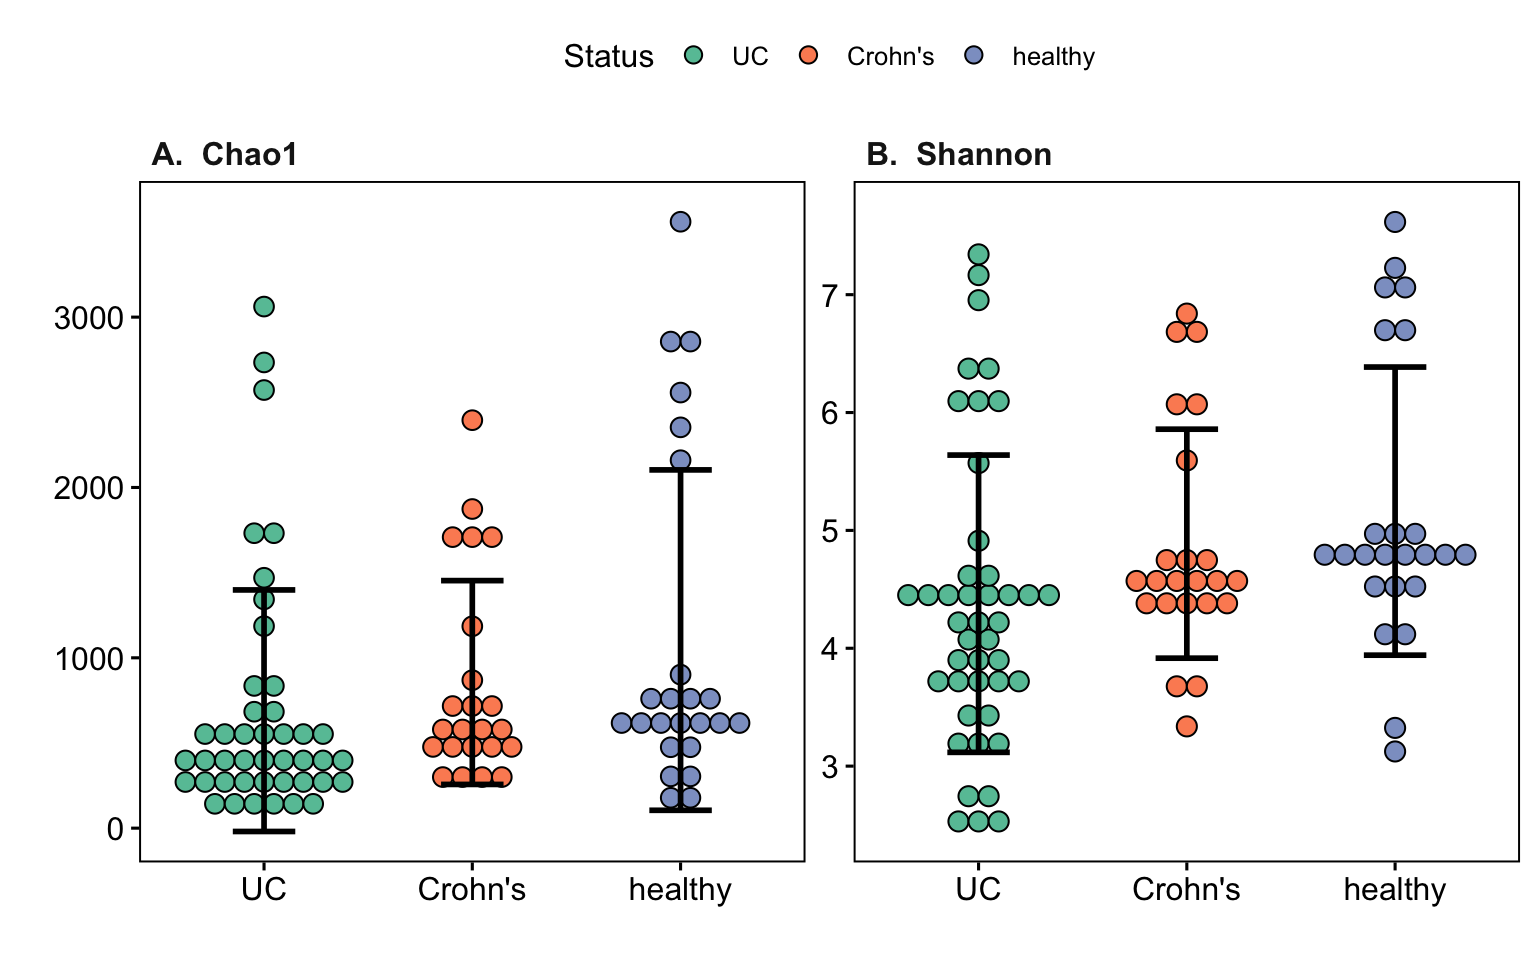 Status UC Crohn's healthy
A. Chao1
B. Shannon
3000
2000
1000
0
7
6
5
4
3
UC Crohn's healthy
UC Crohn's healthy